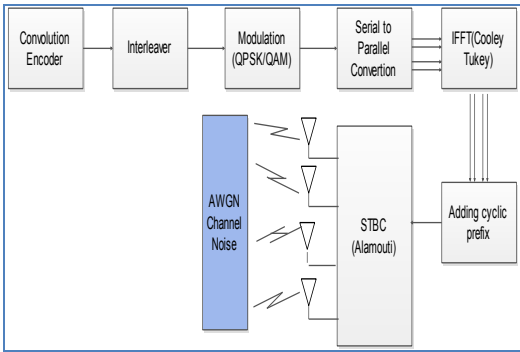 Convolution
Encoder
Interleaver
Modulation
(QPSK/QAM)
Serial to
Parallel
Convertion
IFFT(Cooley
Tukey)
AWGN
Channel
Noise
STBC
(Alamouti)
Adding cyclic
prefix